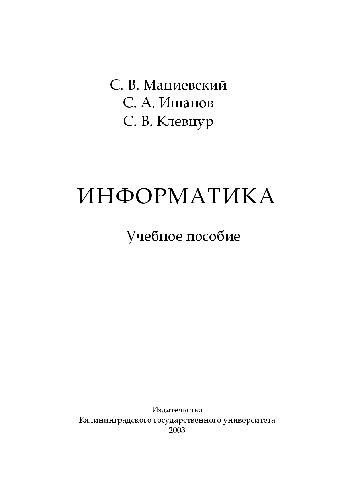 С. В. Мациевский
С. А. Ишанов
С. В. Клевцур
ИНФОРМАТИКА
Учебное пособие
Издательство
Калининградского государственного университета
2003